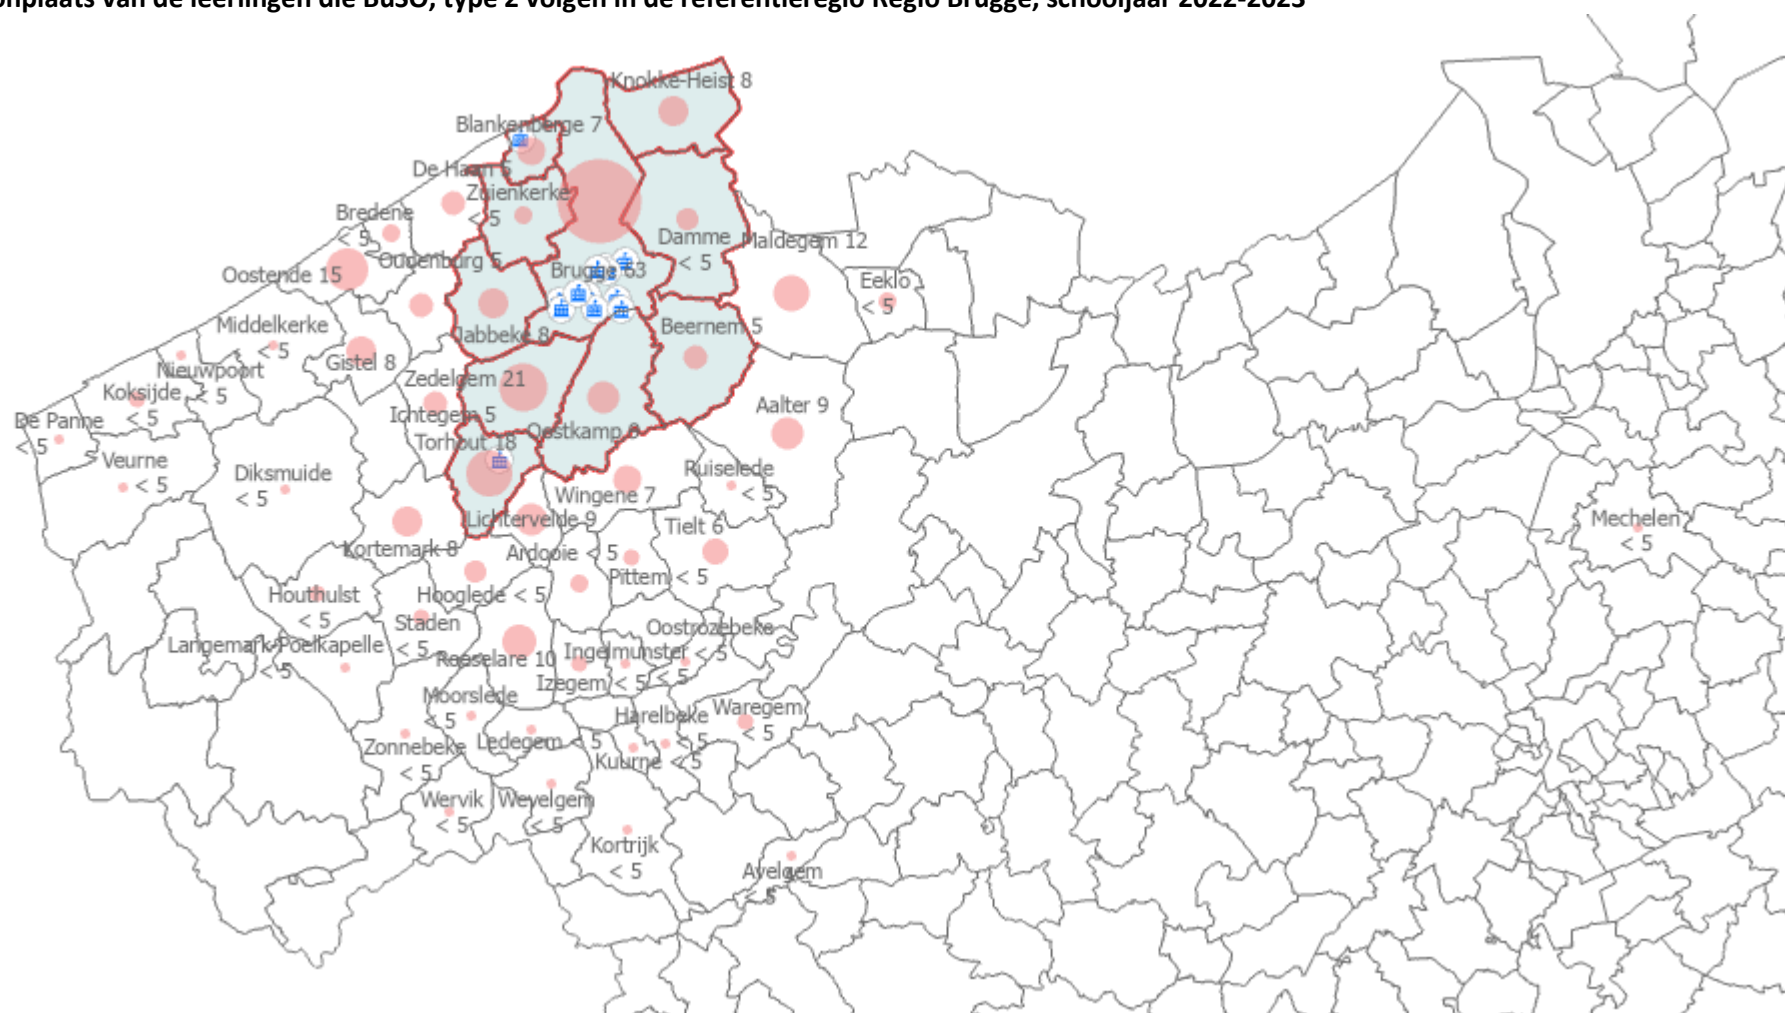 onplaats van de leerlingen die BuSO, type 2 volgen in de referentieregio Regio Brugge, schooljaar 2022-2023
Knokke-Heist 8
Blankenberge 7
De Haan 5
Zuienkerke
< 5
Bredene
< 5
Damme
< 5
Maldegem 12
Oudenburg 5
Oostende 15
Brugge 63
Eeklo
< 5
Middelkerke
< 5
Jabbeke 8
Beernem 5
Gistel 8
Nieuwpoort
< 5
Zedelgem 21
Koksijde
< 5
Aalter 9
De Panne
< 5
Ichtegem 5
Torhout 18
Oostkamp
Veurne
< 5
Diksmuide
< 5
Ruiselede
< 5
Wingene 7
Lichtervelde 9
Tielt 6
Mechelen
< 5
Kortemark 8
Ardooie < 5
Pittem < 5
Houthulst
< 5
Hooglede < 5
Staden
< 5
Oostrozebeke
< 5
Langemark-Poelkapelle
< 5
Roeselare 10
Ingelmunster
< 5
Izegem < 5
Moorslede
< 5
Harelbeke
< 5
Waregem
< 5
Zonnebeke
< 5
Ledegem < 5
Kuurne < 5
Wervik
< 5
Wevelgem
< 5
Kortrijk
< 5
Avelgem
< 5